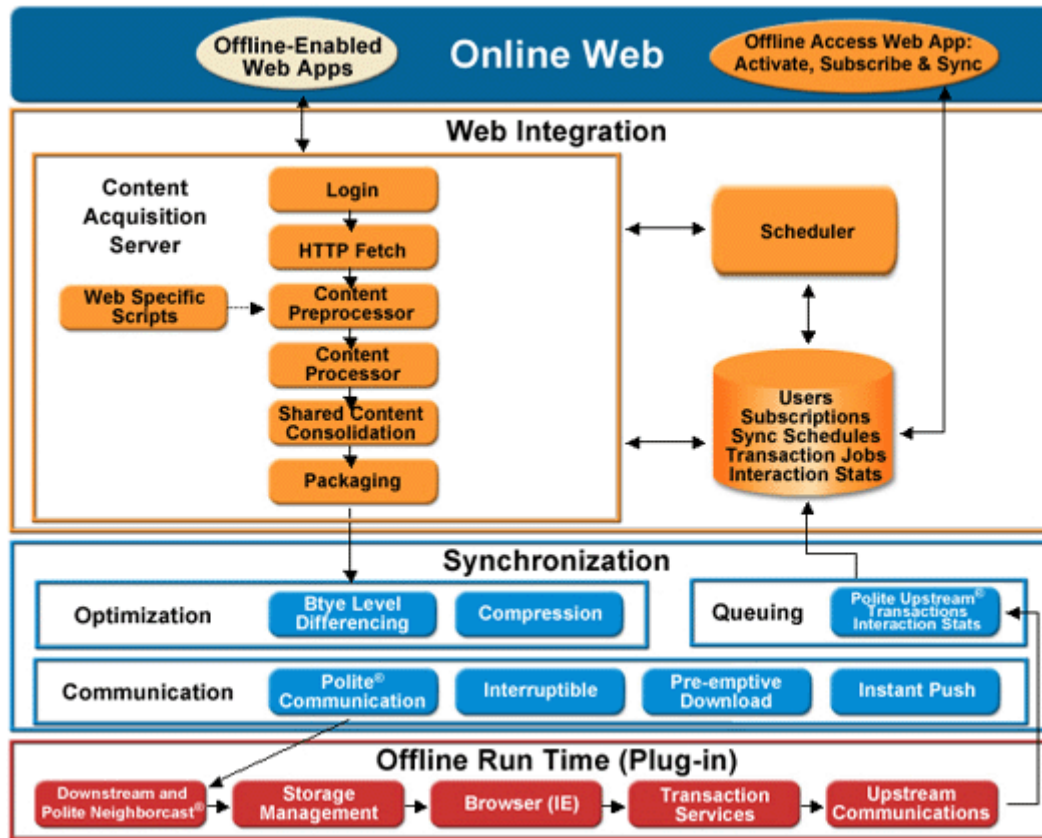 Offline-Enabled
Web Apps
Online Web
Offline Access Web App:
Activate, Subscribe & Sync
Web Integration
Content
Acquisition
Server
Login
HTTP Fetch
Web Specific
Scripts
Content
Preprocessor
Content
Processor
Shared Content
Consolidation
Packaging
Scheduler
Users
Subscriptions
Sync Schedules
Transaction Jobs
Interaction Stats
Synchronization
Optimization
Btye Level
Differencing
Compression
Queuing
Polite Upstream©
Transactions
Interaction Stats
Communication
Polite®
Communication
Interruptible
Pre-emptive
Download
Instant Push
Offline Run Time (Plug-in)
Downstream and
Polite Neighborcast®
Storage
Management
Browser (IE)
Transaction
Services
Upstream
Communications